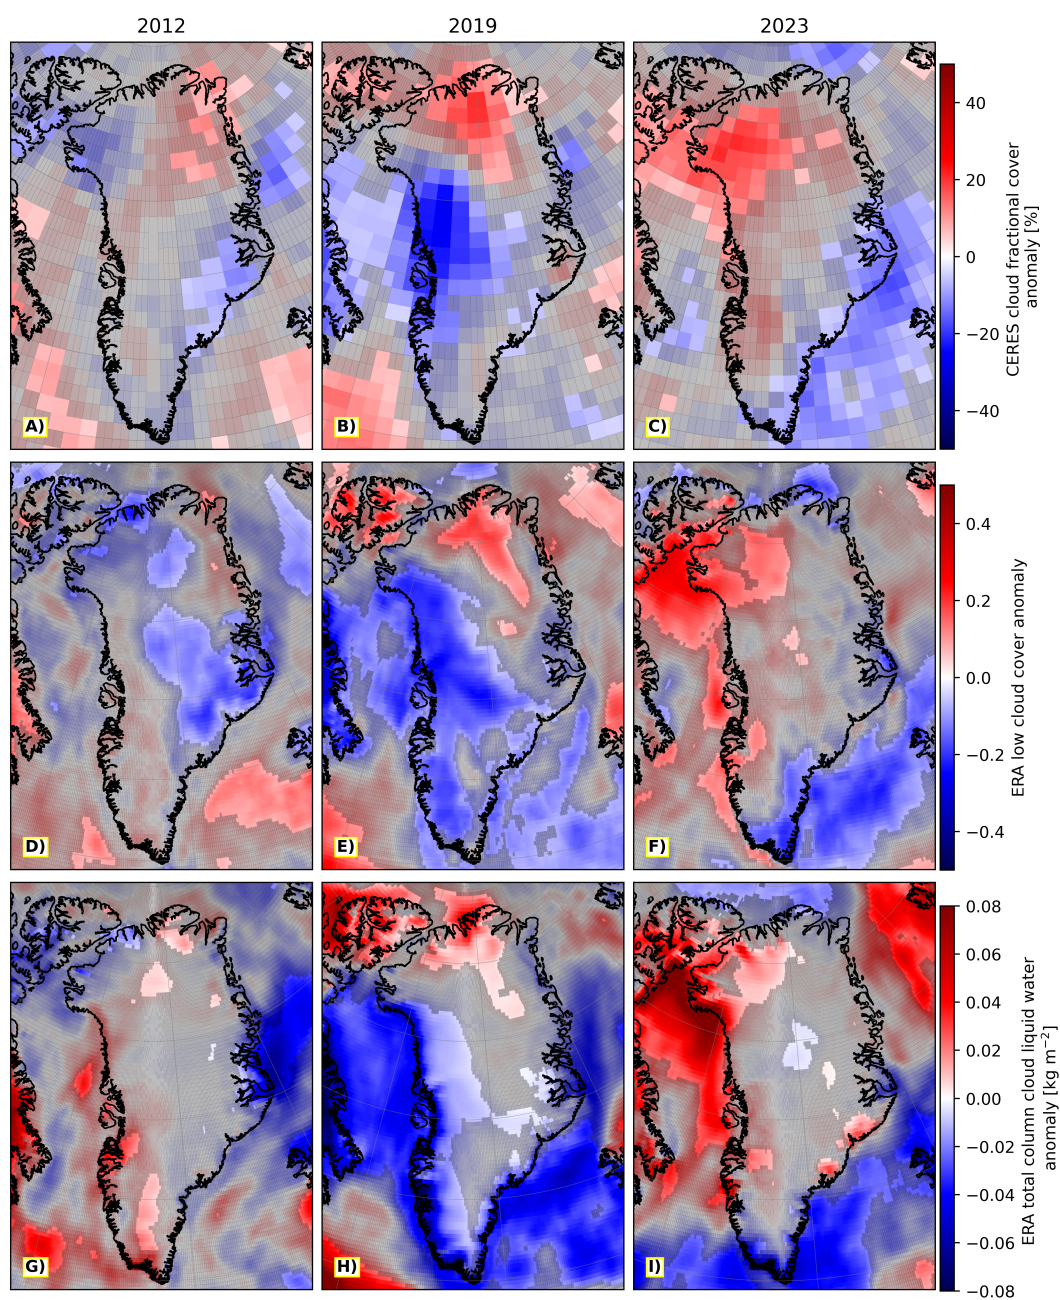 2012 2019 2023
A) B) C)
40
20
0
−20
−40
CERES cloud fractional cover
anomaly [%]
D) E) F)
0.4
0.2
0.0
−0.2
−0.4
ERA low cloud cover anomaly
G) H) I)
0.08
0.06
0.04
0.02
0.00
−0.02
−0.04
−0.06
−0.08
ERA total column cloud liquid water
anomaly [kg m⁻²]